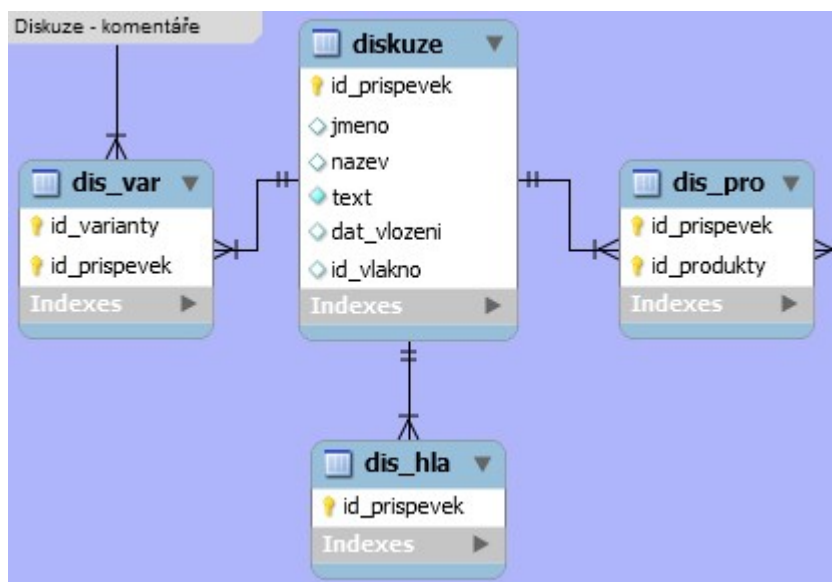 Diskuze - komentáře
diskuze
id_prispevek
jmeno
nazev
text
dat_vlozeni
id_vlakno
Indexes
dis_var
id_varianty
id_prispevek
Indexes
dis_pro
id_prispevek
id_produkty
Indexes
dis_hla
id_prispevek
Indexes